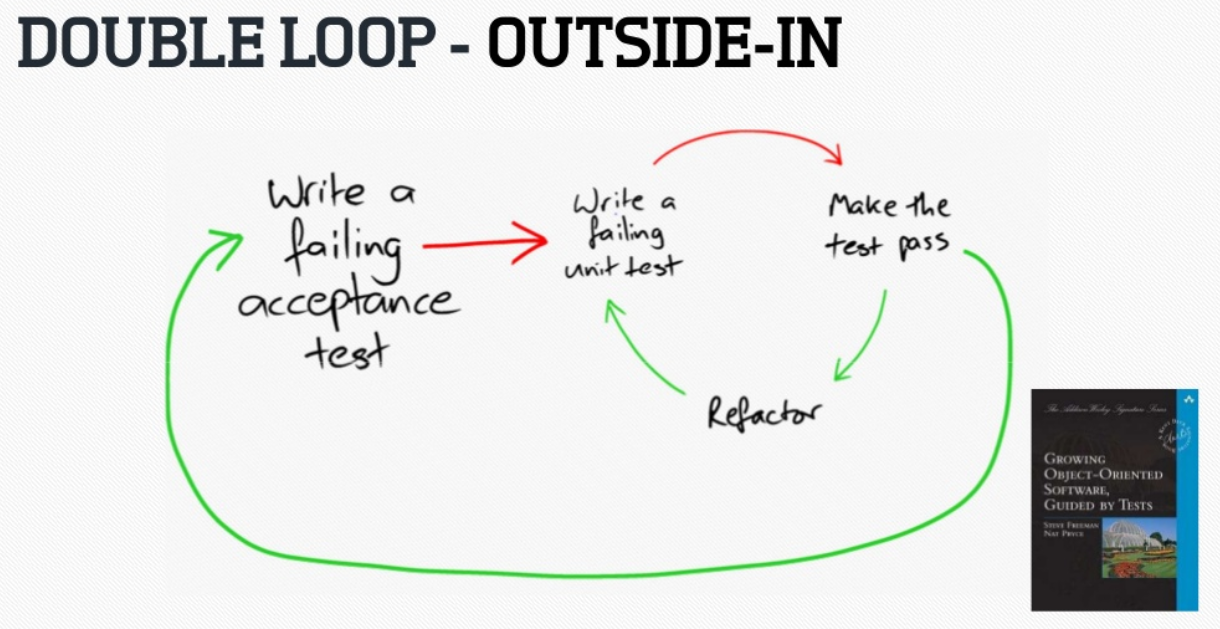 DOUBLE LOOP - OUTSIDE-IN
Write a
failing
acceptance
test
Write a
failing
unit test
Make the
test pass
Refactor
The Addison Wesley Signature Series
GROWING
OBJECT-ORIENTED
SOFTWARE,
GUIDED BY TESTS
STEVE FREEMAN
NAT PRYCE